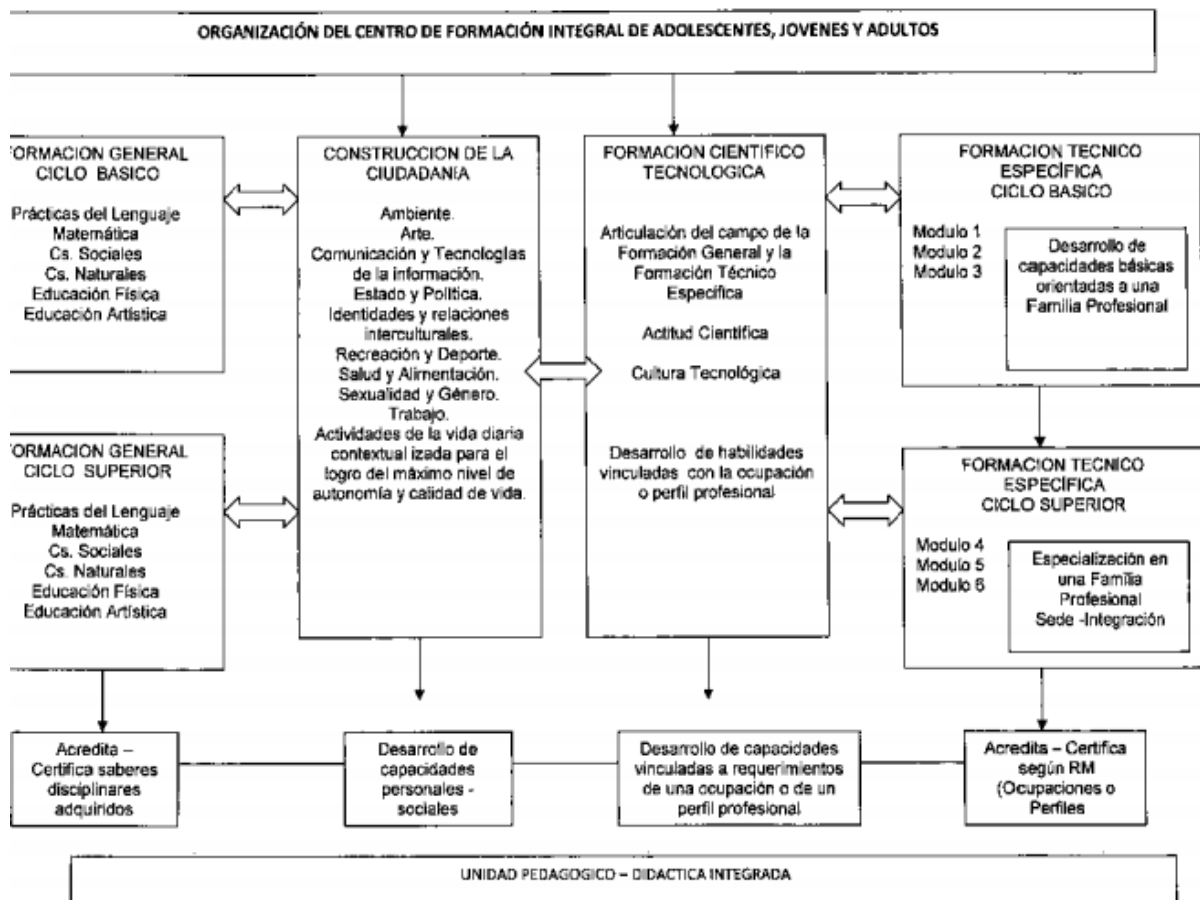 ORGANIZACIÓN DEL CENTRO DE FORMACIÓN INTEGRAL DE ADOLESCENTES, JOVENES Y ADULTOS
FORMACION GENERAL
CICLO BASICO
Prácticas del Lenguaje
Matemática
Cs. Sociales
Cs. Naturales
Educación Física
Educación Artística
CONSTRUCCION DE LA
CIUDADANIA
Ambiente.
Arte.
Comunicación y Tecnologías
de la información.
Estado y Política.
Identidades y relaciones
interculturales.
Recreación y Deporte.
Salud y Alimentación.
Sexualidad y Género.
Trabajo.
Actividades de la vida diaria
contextual izada para el
logro del máximo nivel de
autonomía y calidad de vida.
FORMACION CIENTIFICO
TECNOLOGICA
Articulación del campo de la
Formación General y la
Formación Técnico
Específica
Actitud Científica
Cultura Tecnológica
Desarrollo de habilidades
vinculadas con la ocupación
o perfil profesional
FORMACION TECNICO
ESPECÍFICA
CICLO BASICO
Modulo 1
Modulo 2
Modulo 3
Desarrollo de
capacidades básicas
orientadas a una
Familia Profesional
FORMACION GENERAL
CICLO SUPERIOR
Prácticas del Lenguaje
Matemática
Cs. Sociales
Cs. Naturales
Educación Física
Educación Artística
FORMACION TECNICO
ESPECÍFICA
CICLO SUPERIOR
Modulo 4
Modulo 5
Modulo 6
Especialización en
una Familia
Profesional
Sede -Integración
Acredita –
Certifica saberes
disciplinares
adquiridos
Desarrollo de
capacidades
personales -
sociales
Desarrollo de capacidades
vinculadas a requerimientos
de una ocupación o de un
perfil profesional
Acredita – Certifica
según RM
(Ocupaciones o
Perfiles
UNIDAD PEDAGOGICO – DIDACTICA INTEGRADA